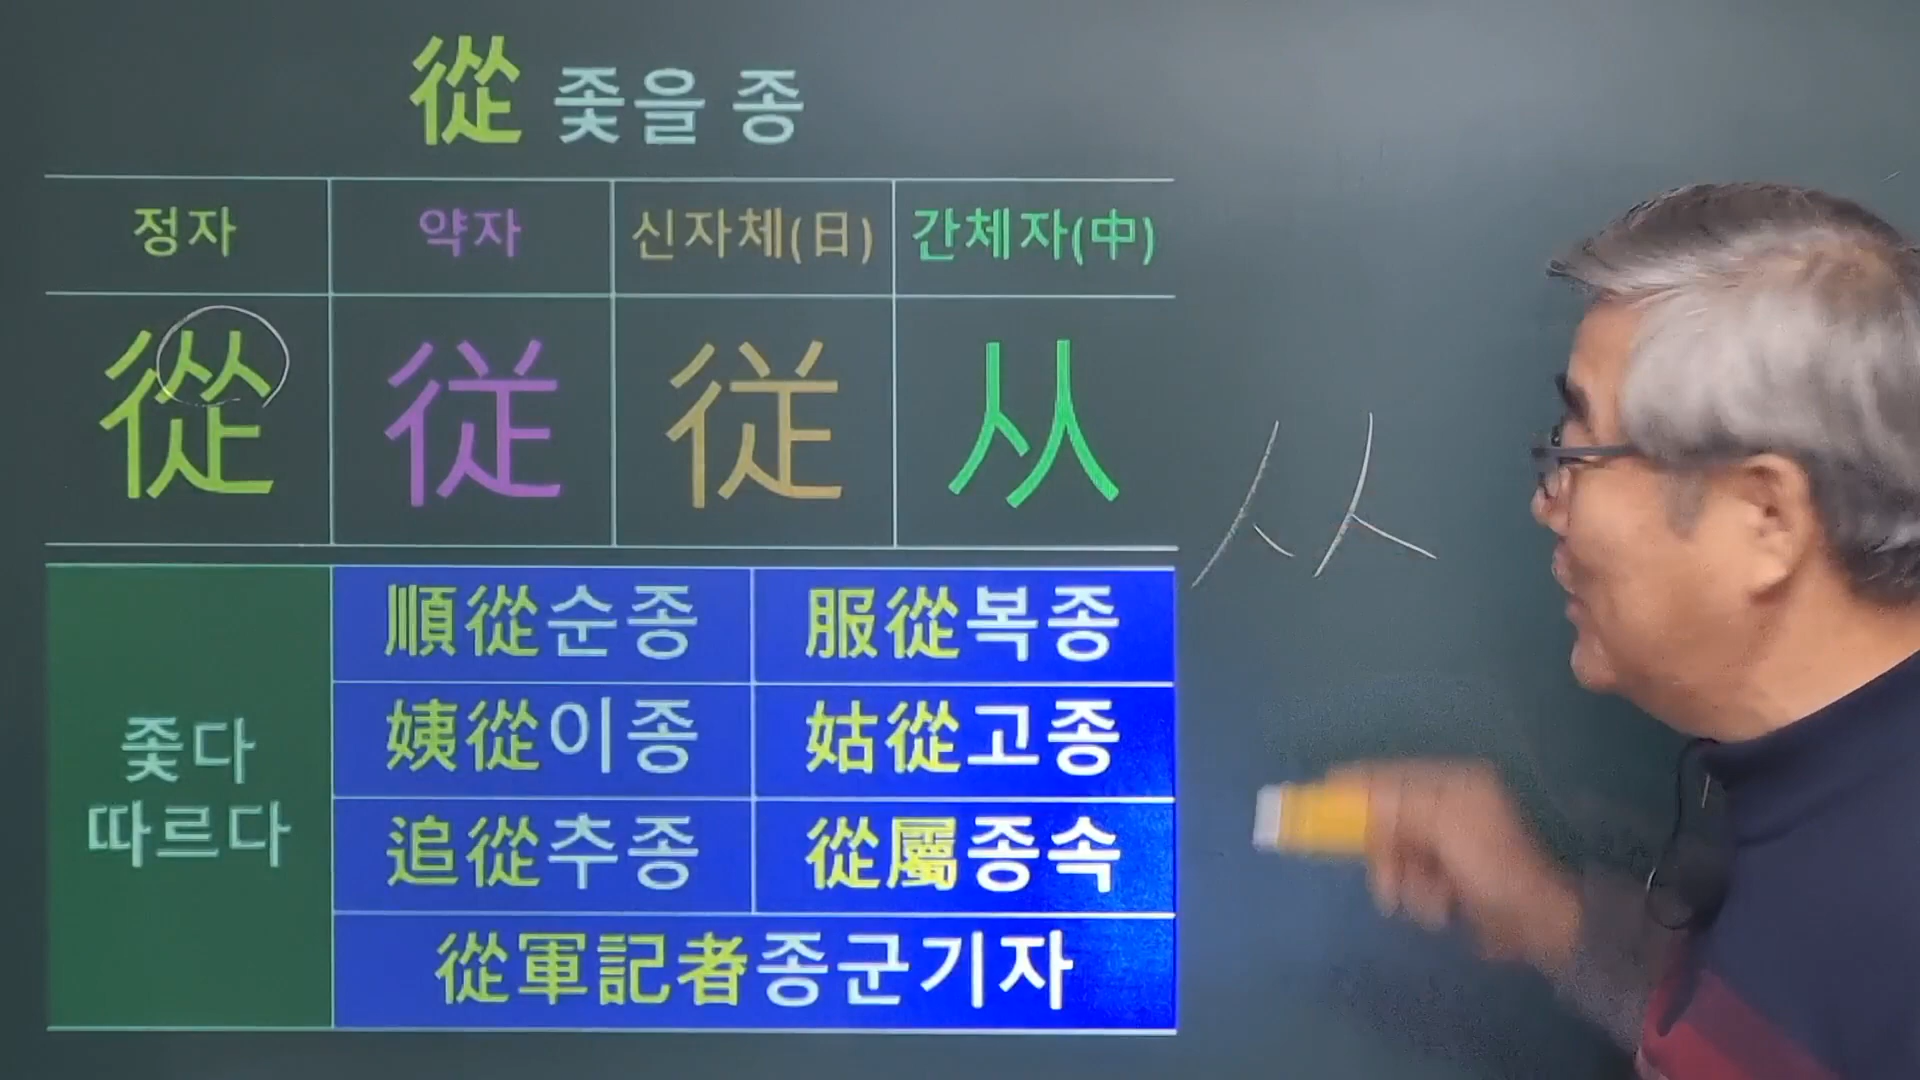 從 좇을 종
정자 약자 신자체(日) 간체자(中)
從 従 従 从
从
좇다
따르다
順從순종 服從복종
姨從이종 姑從고종
追從추종 從屬종속
從軍記者종군기자